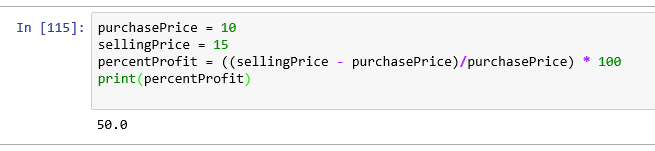 In [115]: purchasePrice = 10
sellingPrice = 15
percentProfit = ((sellingPrice - purchasePrice)/purchasePrice) * 100
print(percentProfit)
50.0